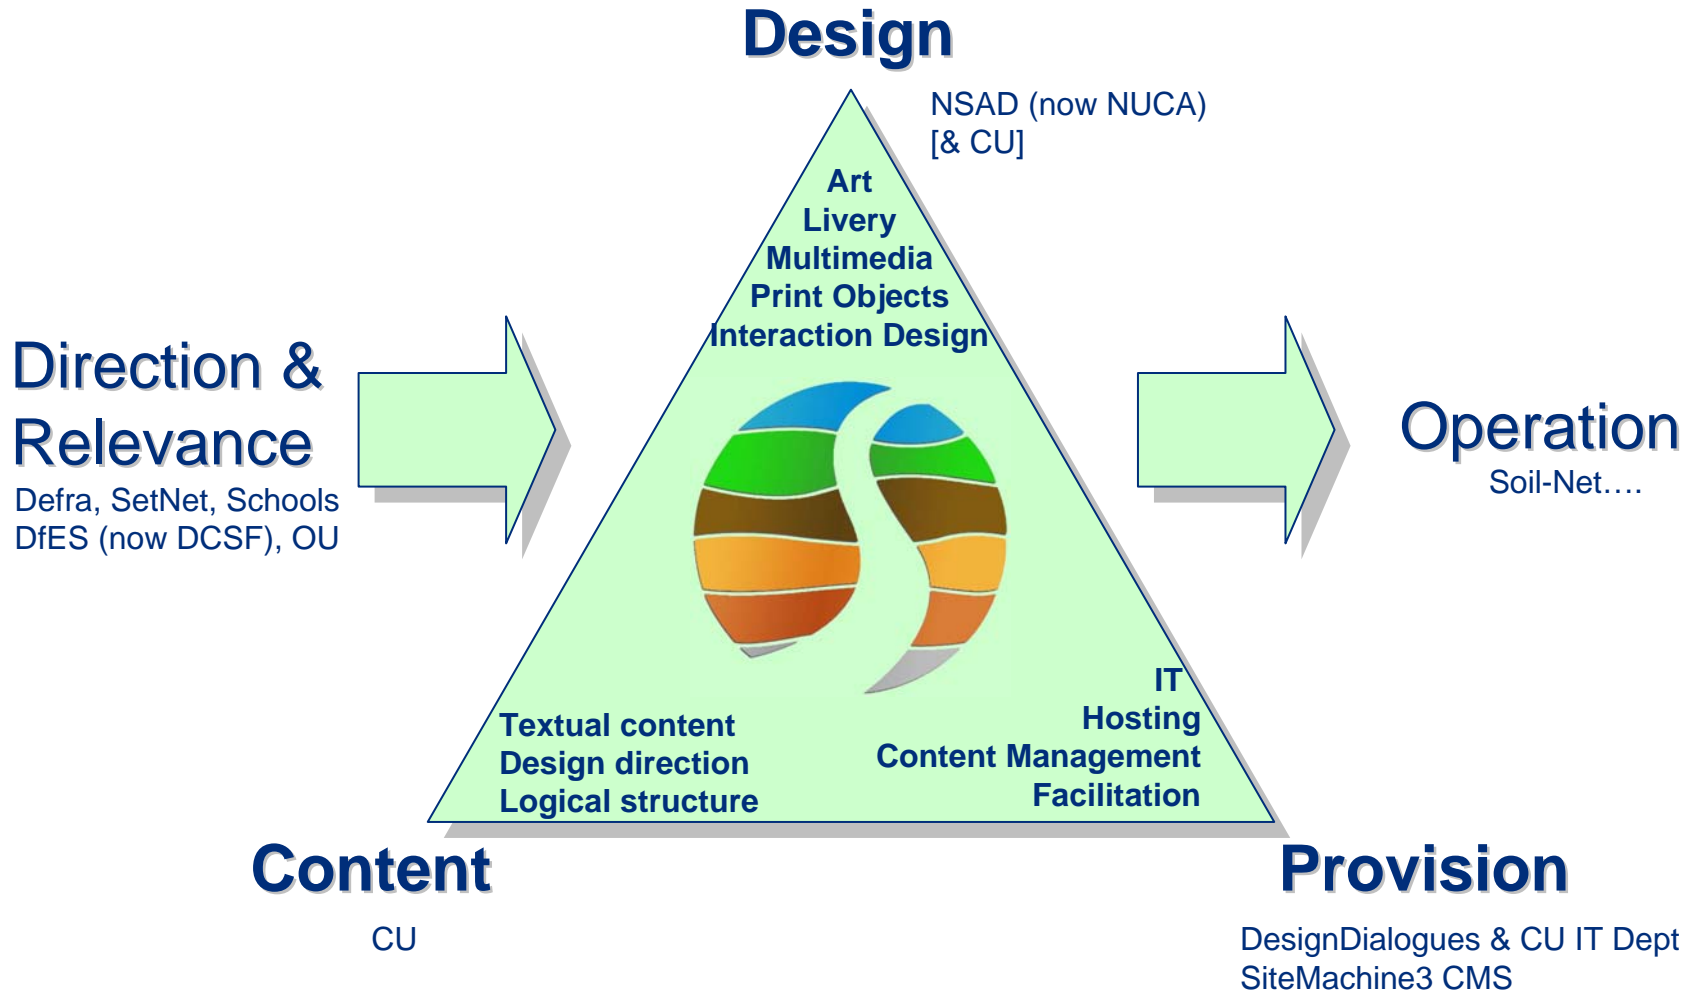 Design
NSAD (now NUCA)
[& CU]
Art
Livery
Multimedia
Print Objects
Interaction Design
Direction &
Relevance
Defra, SetNet, Schools
DfES (now DCSF), OU
Operation
Soil-Net....
Textual content
Design direction
Logical structure
IT
Hosting
Content Management
Facilitation
Content
CU
Provision
DesignDialogues & CU IT Dept
SiteMachine3 CMS